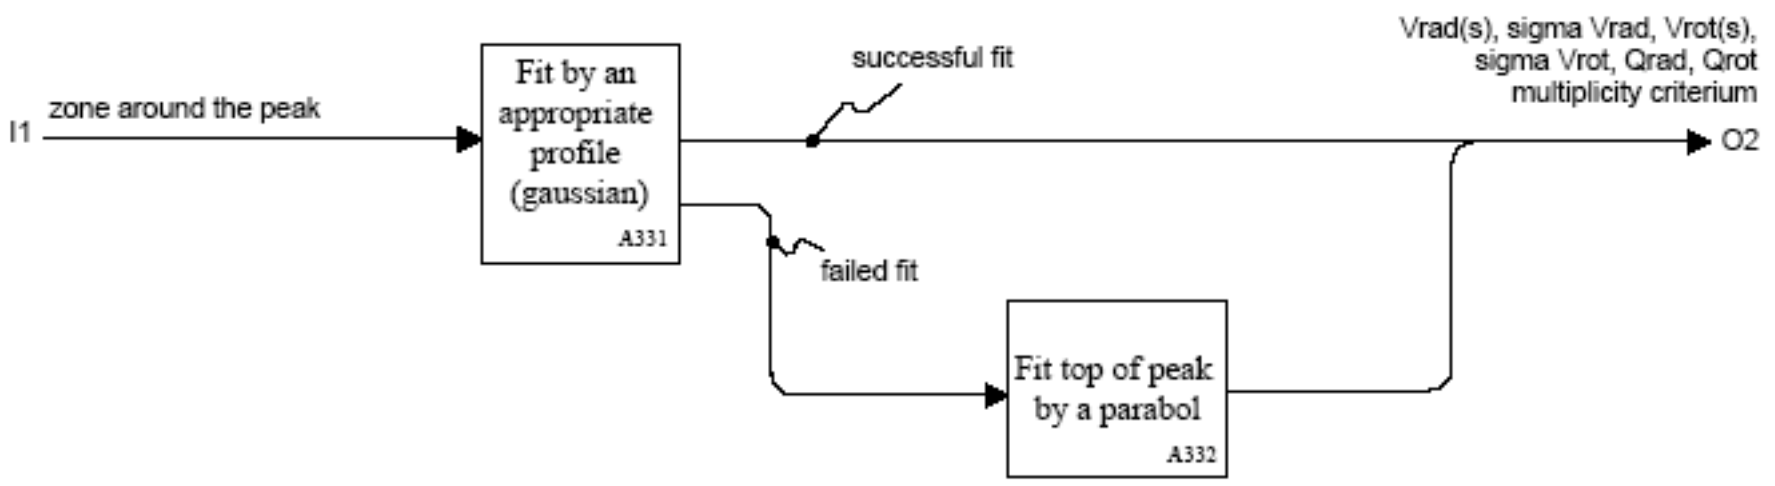 Vrad(s), sigma Vrad, Vrot(s),
sigma Vrot, Qrad, Qrot
multiplicity criterium
successful fit
Fit by an
appropriate
profile
(gaussian)
A331
zone around the peak
I1
O2
failed fit
Fit top of peak
by a parabol
A332